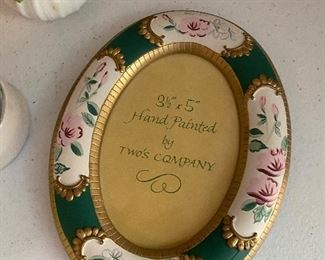 3½" x 5"
Hand Painted
by
TWO'S COMPANY